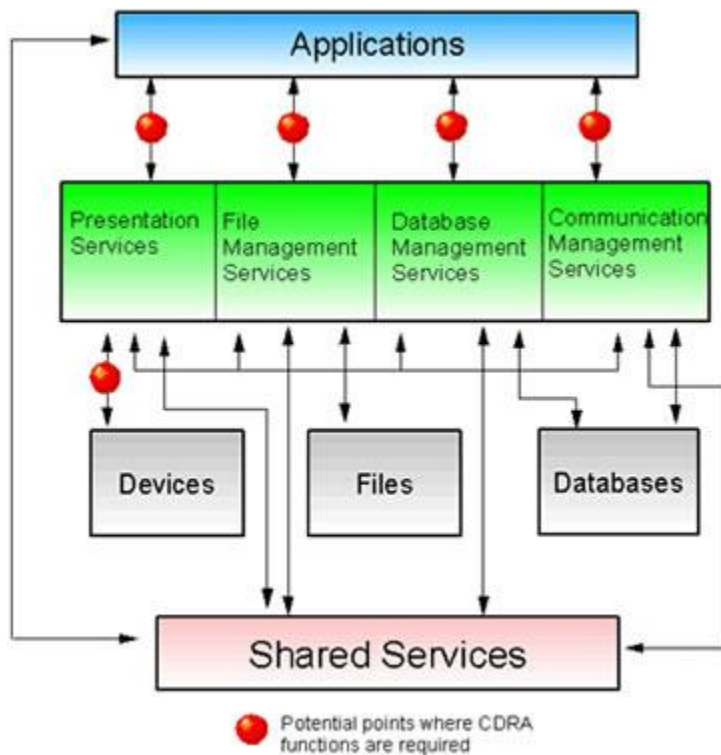 Applications
Presentation
Services
File
Management
Services
Database
Management
Services
Communication
Management
Services
Devices
Files
Databases
Shared Services
Potential points where CDRA
functions are required